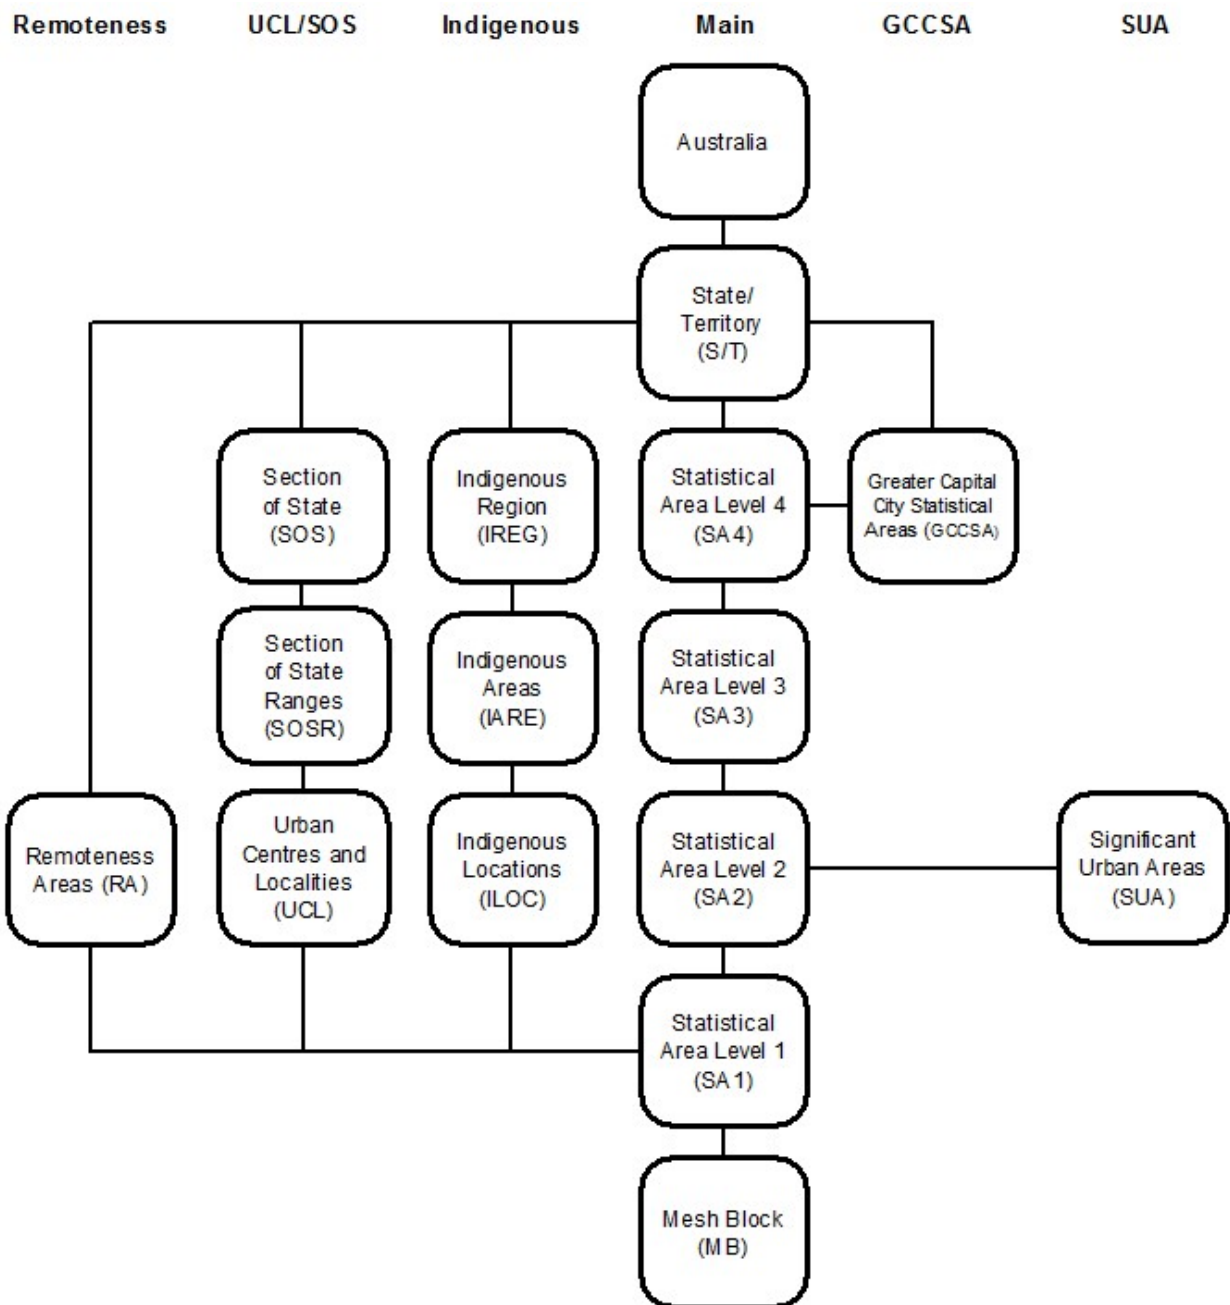 Remoteness
UCL/SOS
Indigenous
Main
GCCSA
SUA
Australia
State/
Territory
(S/T)
Section
of State
(SOS)
Indigenous
Region
(IREG)
Statistical
Area Level 4
(SA4)
Greater Capital
City Statistical
Areas (GCCSA)
Section
of State
Ranges
(SOSR)
Indigenous
Areas
(IARE)
Statistical
Area Level 3
(SA3)
Remoteness
Areas (RA)
Urban
Centres and
Localities
(UCL)
Indigenous
Locations
(ILOC)
Statistical
Area Level 2
(SA2)
Significant
Urban Areas
(SUA)
Statistical
Area Level 1
(SA1)
Mesh Block
(MB)